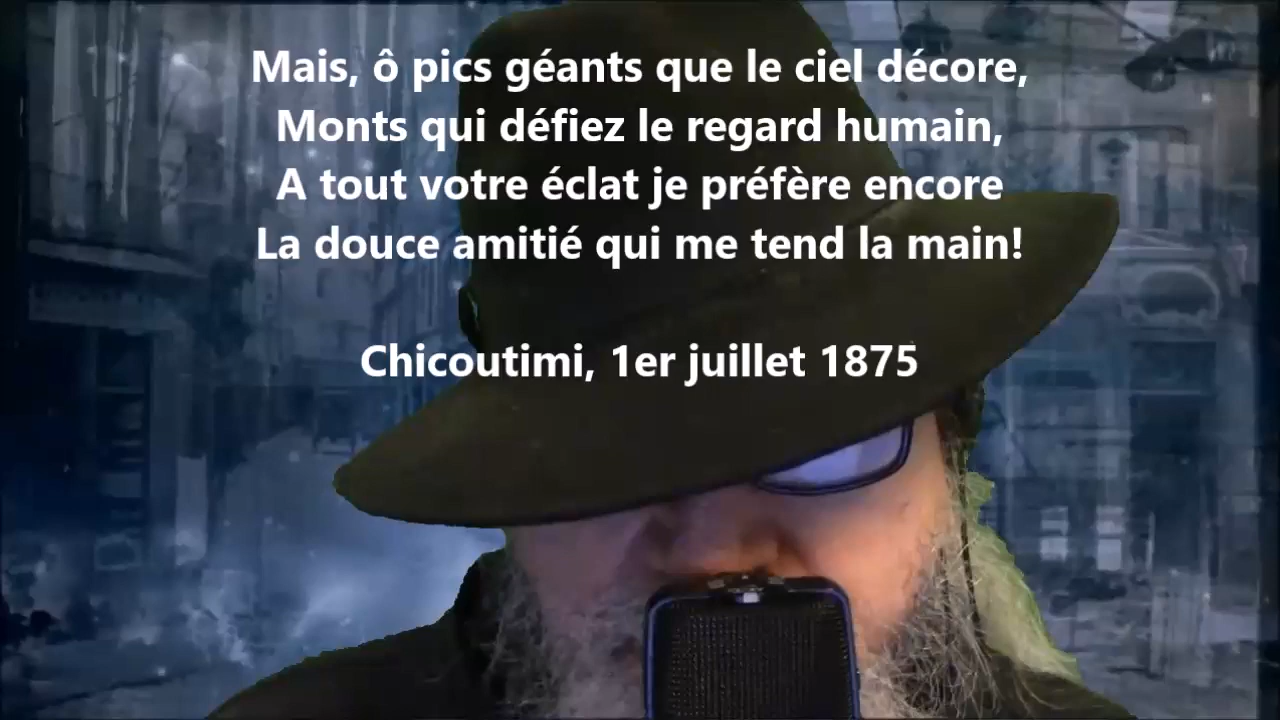 Mais, ô pics géants que le ciel décore,
Monts qui défiez le regard humain,
A tout votre éclat je préfère encore
La douce amitié qui me tend la main!
Chicoutimi, 1er juillet 1875